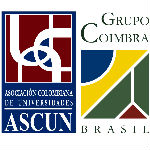 ASOCIACIÓN COLOMBIANA
DE UNIVERSIDADES
ASCUN
GRUPO
COIMBRA
BRASIL